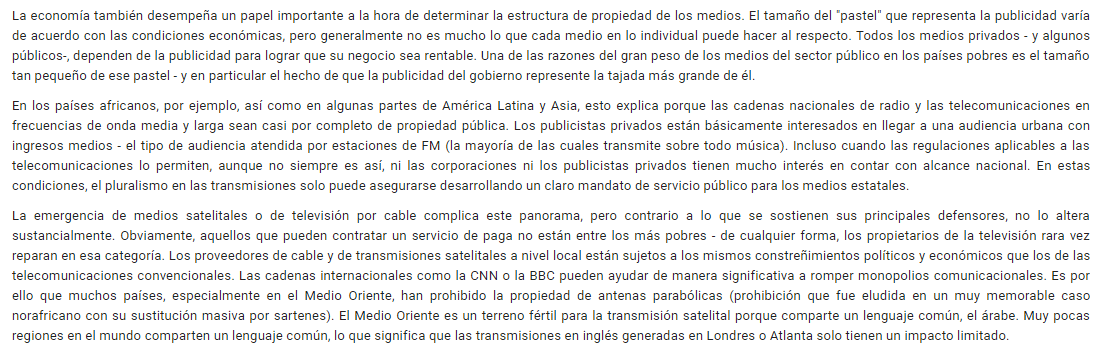 La economía también desempeña un papel importante a la hora de determinar la estructura de propiedad de los medios. El tamaño del "pastel" que representa la publicidad varía
de acuerdo con las condiciones económicas, pero generalmente no es mucho lo que cada medio en lo individual puede hacer al respecto. Todos los medios privados - y algunos
públicos-, dependen de la publicidad para lograr que su negocio sea rentable. Una de las razones del gran peso de los medios del sector público en los países pobres es el tamaño
tan pequeño de ese pastel - y en particular el hecho de que la publicidad del gobierno represente la tajada más grande de él.
En los países africanos, por ejemplo, así como en algunas partes de América Latina y Asia, esto explica porque las cadenas nacionales de radio y las telecomunicaciones en
frecuencias de onda media y larga sean casi por completo de propiedad pública. Los publicistas privados están básicamente interesados en llegar a una audiencia urbana con
ingresos medios - el tipo de audiencia atendida por estaciones de FM (la mayoría de las cuales transmite sobre todo música). Incluso cuando las regulaciones aplicables a las
telecomunicaciones lo permiten, aunque no siempre es así, ni las corporaciones ni los publicistas privados tienen mucho interés en contar con alcance nacional. En estas
condiciones, el pluralismo en las transmisiones solo puede asegurarse desarrollando un claro mandato de servicio público para los medios estatales.
La emergencia de medios satelitales o de televisión por cable complica este panorama, pero contrario a lo que se sostienen sus principales defensores, no lo altera
sustancialmente. Obviamente, aquellos que pueden contratar un servicio de paga no están entre los más pobres - de cualquier forma, los propietarios de la televisión rara vez
reparan en esa categoría. Los proveedores de cable y de transmisiones satelitales a nivel local están sujetos a los mismos constreñimientos políticos y económicos que los de las
telecomunicaciones convencionales. Las cadenas internacionales como la CNN o la BBC pueden ayudar de manera significativa a romper monopolios comunicacionales. Es por
ello que muchos países, especialmente en el Medio Oriente, han prohibido la propiedad de antenas parabólicas (prohibición que fue eludida en un muy memorable caso
norafricano con su sustitución masiva por sartenes). El Medio Oriente es un terreno fértil para la transmisión satelital porque comparte un lenguaje común, el árabe. Muy pocas
regiones en el mundo comparten un lenguaje común, lo que significa que las transmisiones en inglés generadas en Londres o Atlanta solo tienen un impacto limitado.